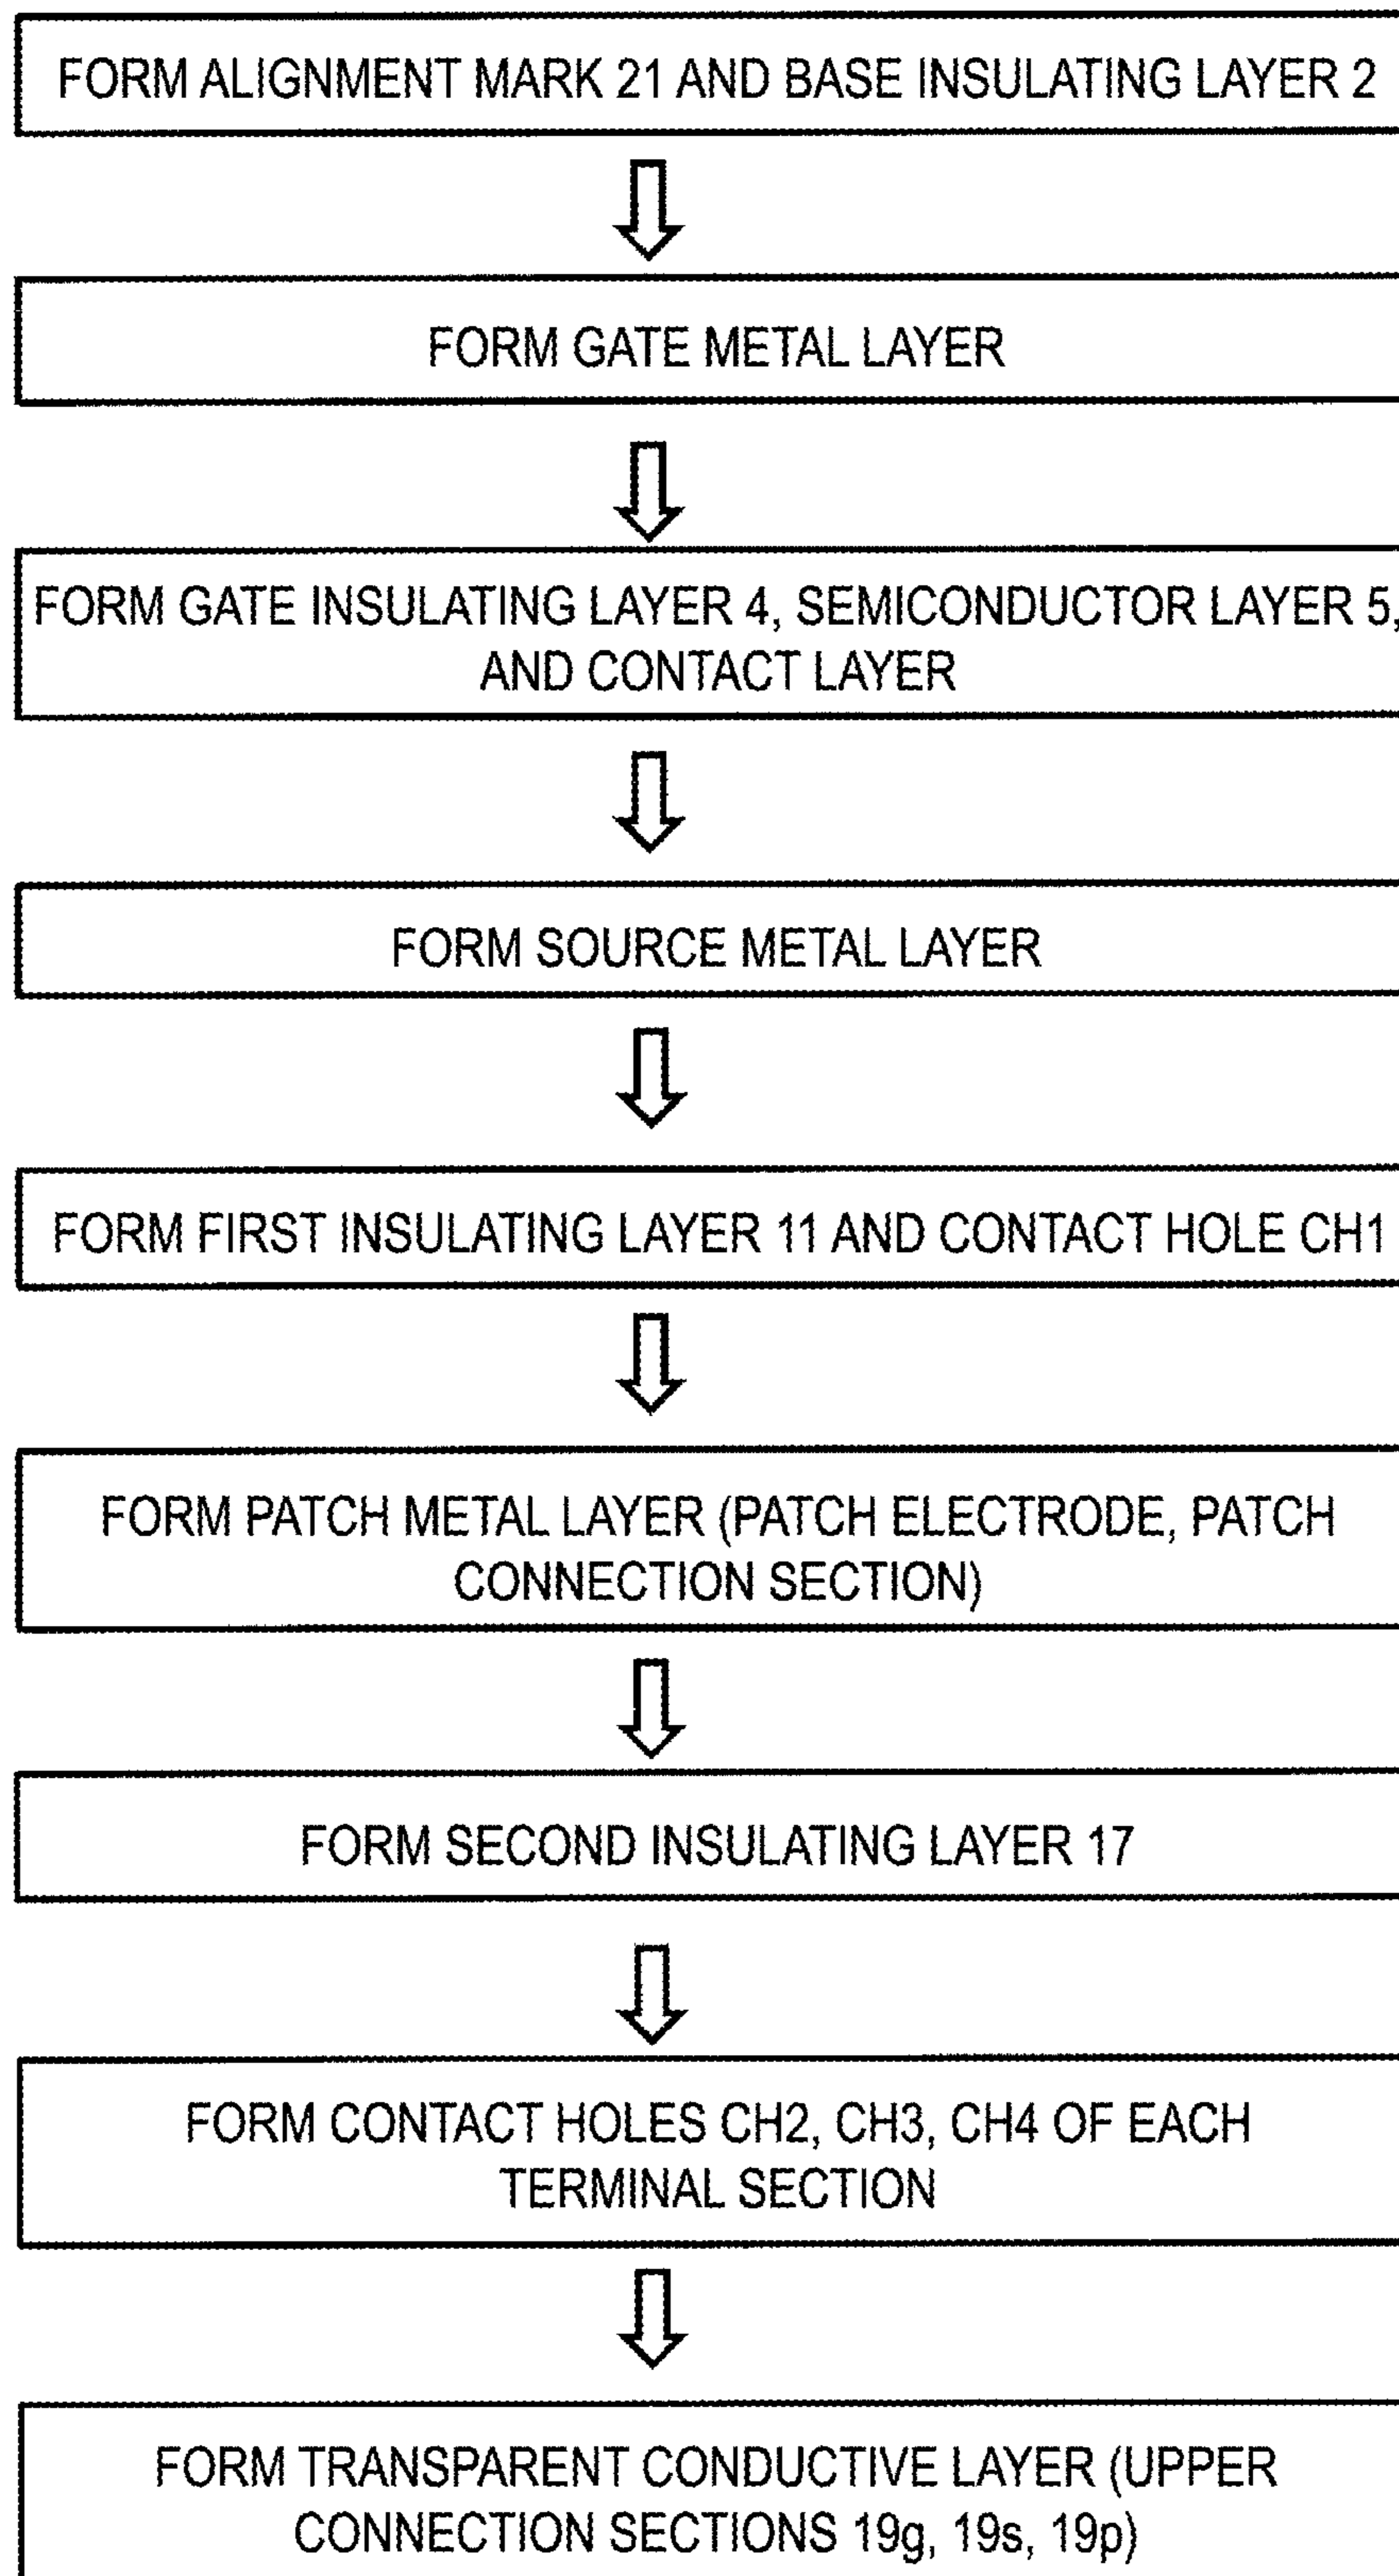 FORM ALIGNMENT MARK 21 AND BASE INSULATING LAYER 2
FORM GATE METAL LAYER
FORM GATE INSULATING LAYER 4, SEMICONDUCTOR LAYER 5,
AND CONTACT LAYER
FORM SOURCE METAL LAYER
FORM FIRST INSULATING LAYER 11 AND CONTACT HOLE CH1
FORM PATCH METAL LAYER (PATCH ELECTRODE, PATCH
CONNECTION SECTION)
FORM SECOND INSULATING LAYER 17
FORM CONTACT HOLES CH2, CH3, CH4 OF EACH
TERMINAL SECTION
FORM TRANSPARENT CONDUCTIVE LAYER (UPPER
CONNECTION SECTIONS 19g, 19s, 19p)